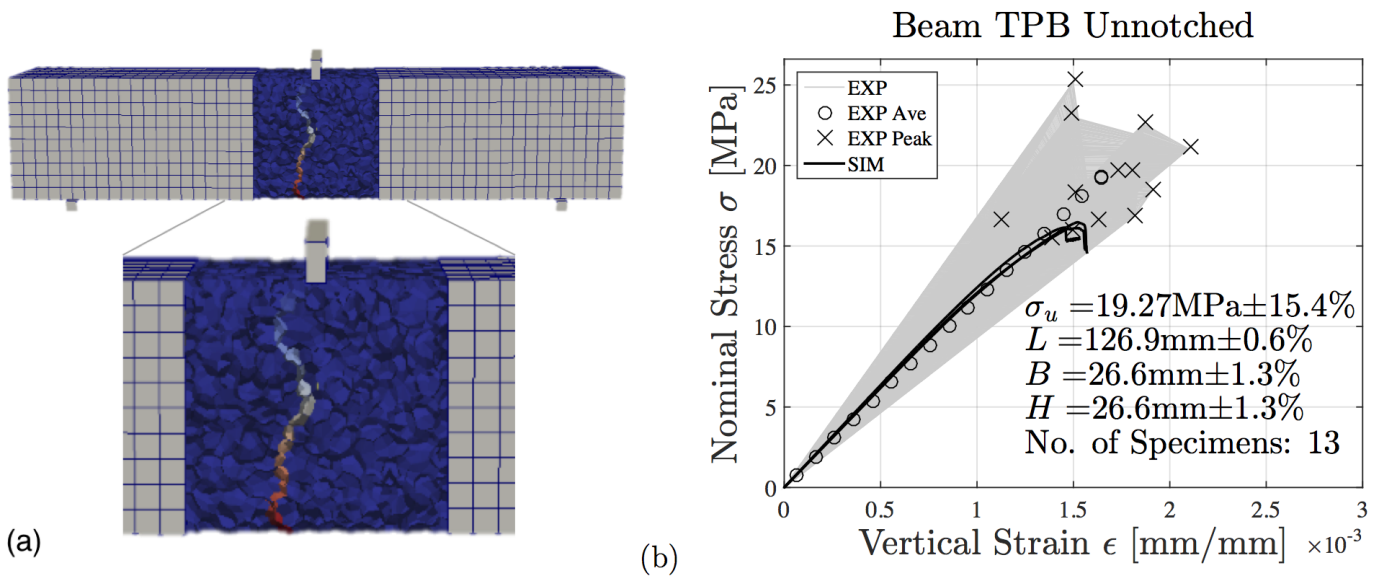 (a)
(b)
Beam TPB Unnotched
Nominal Stress σ [MPa]
25
20
15
10
5
0
EXP
EXP Ave
EXP Peak
SIM
σu =19.27MPa±15.4%
L =126.9mm±0.6%
B =26.6mm±1.3%
H =26.6mm±1.3%
No. of Specimens: 13
0 0.5 1 1.5 2 2.5 3
Vertical Strain ϵ [mm/mm] ×10-3